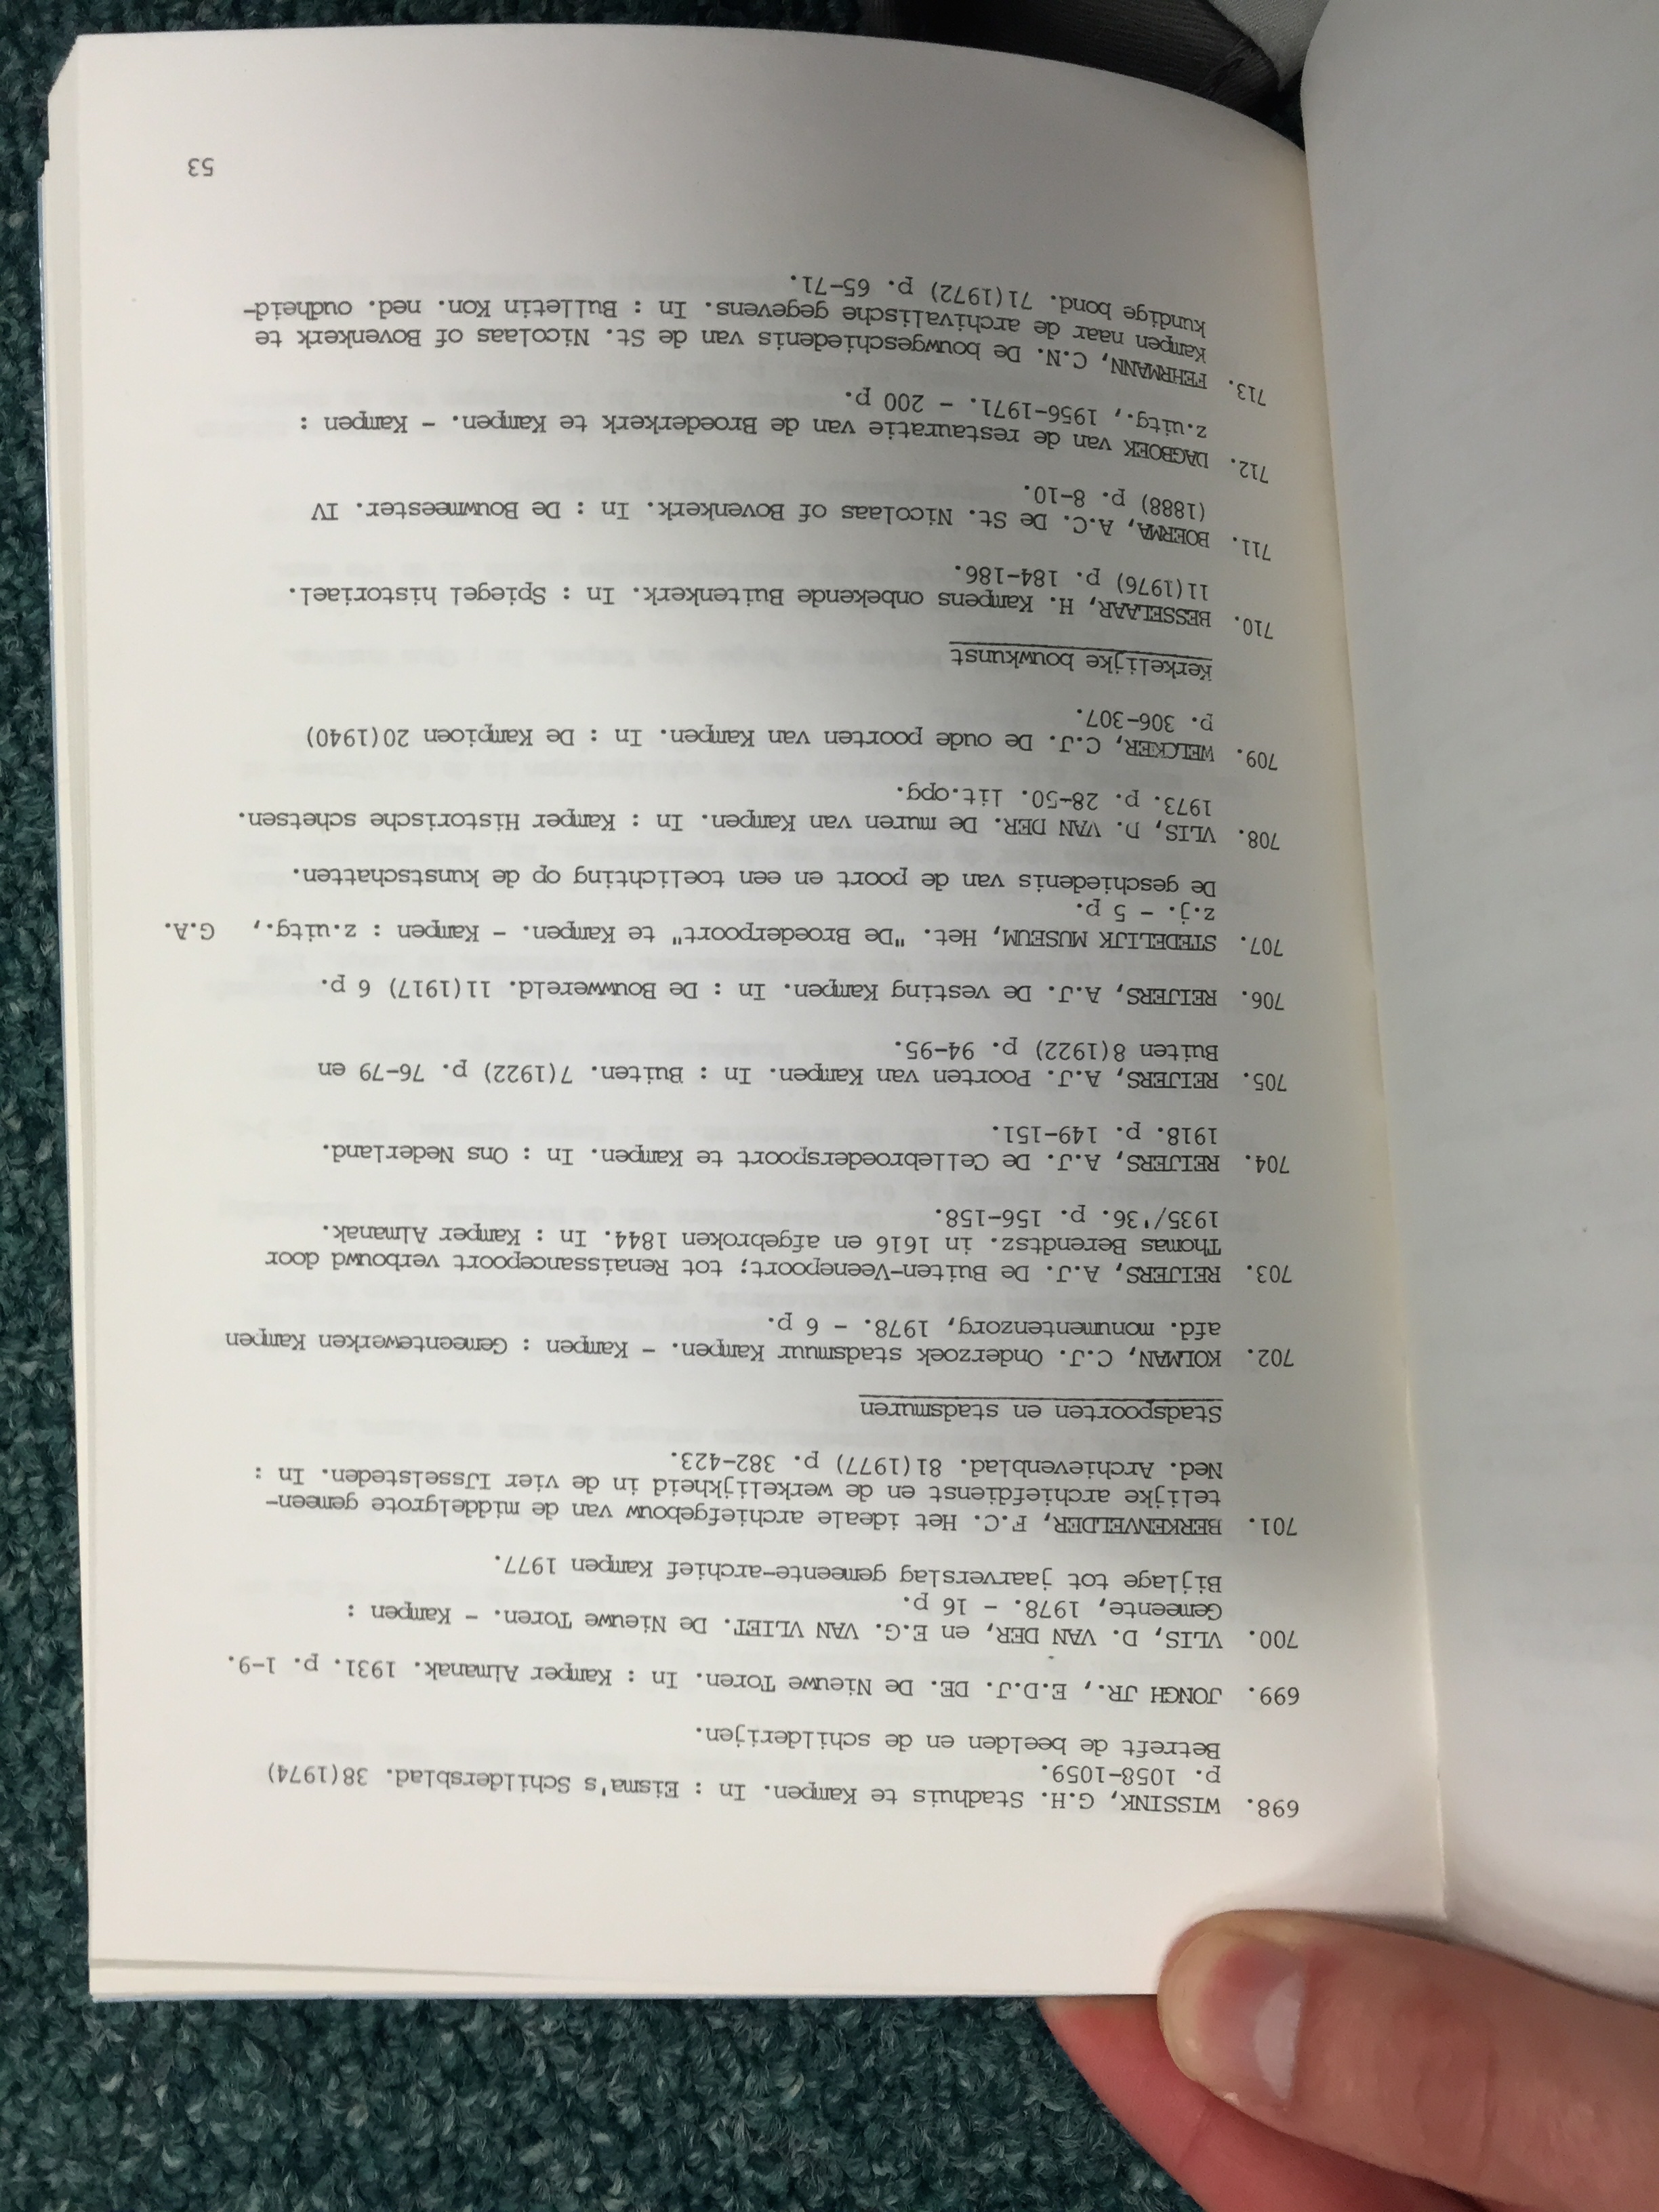 698. WISSINK, G.H. Stadhuis te Kampen. In : Eisma's Schildersblad. 38(1974)
p. 1058-1059.
Betreft de beelden en de schilderijen.
699. JONGH JR., E.D.J. DE. De Nieuwe Toren. In : Kamper Almanak. 1931. p. 1-9.
700. VLIS, D. VAN DER, en E.G. VAN VLIET. De Nieuwe Toren. - Kampen :
Gemeente, 1978. - 16 p.
Bijlage tot jaarverslag gemeente-archief Kampen 1977.
701. BERKENVELDER, F.C. Het ideale archiefgebouw van de middelgrote gemeen-
telijke archiefdienst en de werkelijkheid in de vier IJsselsteden. In :
Ned. Archievenblad. 81(1977) p. 382-423.
Stadspoorten en stadsmuren
702. KOLMAN, C.J. Onderzoek stadsmuur Kampen. - Kampen : Gemeentewerken Kampen
afd. monumentenzorg, 1978. - 6 p.
703. REIJERS, A.J. De Buiten-Veenepoort; tot Renaissancepoort verbouwd door
Thomas Berendtsz. in 1616 en afgebroken 1844. In : Kamper Almanak.
1935/'36. p. 156-158.
704. REIJERS, A.J. De Cellebroederspoort te Kampen. In : Ons Nederland.
1918. p. 149-151.
705. REIJERS, A.J. Poorten van Kampen. In : Buiten. 7(1922) p. 76-79 en
Buiten 8(1922) p. 94-95.
706. REIJERS, A.J. De vesting Kampen. In : De Bouwwereld. 11(1917) 6 p.
707. STEDELIJK MUSEUM, Het. "De Broederpoort" te Kampen. - Kampen : z.uitg., G.A.
z.j. - 5 p.
De geschiedenis van de poort en een toelichting op de kunstschatten.
708. VLIS, D. VAN DER. De muren van Kampen. In : Kamper Historische schetsen.
1973. p. 28-50. lit.opg.
709. WELCKER, C.J. De oude poorten van Kampen. In : De Kampioen 20(1940)
p. 306-307.
Kerkelijke bouwkunst
710. BESSELAAR, H. Kampens onbekende Buitenkerk. In : Spiegel historiael.
11(1976) p. 184-186.
711. BOERMA, A.C. De St. Nicolaas of Bovenkerk. In : De Bouwmeester. IV
(1888) p. 8-10.
712. DAGBOEK van de restauratie van de Broederkerk te Kampen. - Kampen :
z.uitg., 1956-1971. - 200 p.
713. FEHRMANN, C.N. De bouwgeschiedenis van de St. Nicolaas of Bovenkerk te
Kampen naar de archivalische gegevens. In : Bulletin Kon. ned. oudheid-
kundige bond. 71(1972) p. 65-71.
53